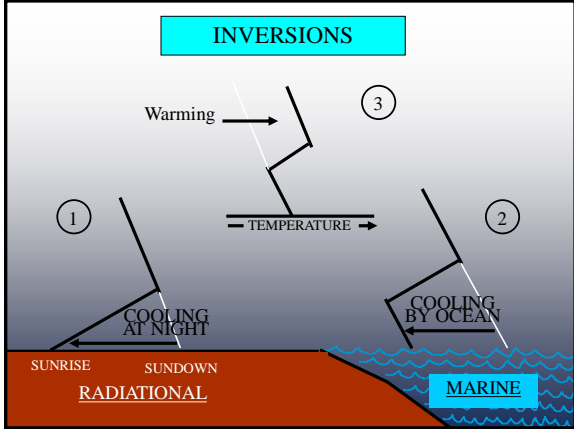 INVERSIONS
3
Warming
1
2
TEMPERATURE
COOLING
AT NIGHT
COOLING
BY OCEAN
SUNRISE
SUNDOWN
RADIATIONAL
MARINE